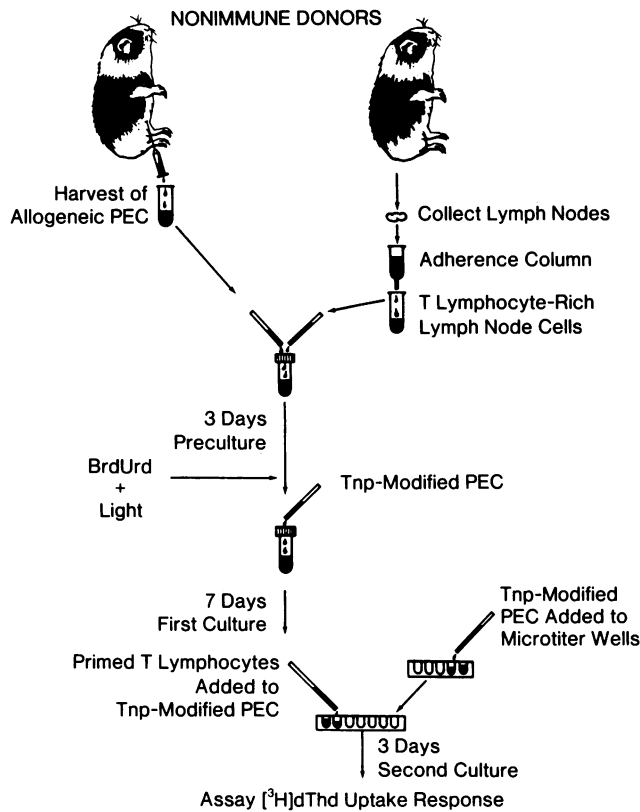 NONIMMUNE DONORS
Harvest of
Allogeneic PEC
Collect Lymph Nodes
Adherence Column
T Lymphocyte-Rich
Lymph Node Cells
3 Days
Preculture
BrdUrd
+
Light
Tnp-Modified PEC
7 Days
First Culture
Tnp-Modified
PEC Added to
Microtiter Wells
Primed T Lymphocytes
Added to
Tnp-Modified PEC
3 Days
Second Culture
Assay [³H]dThd Uptake Response